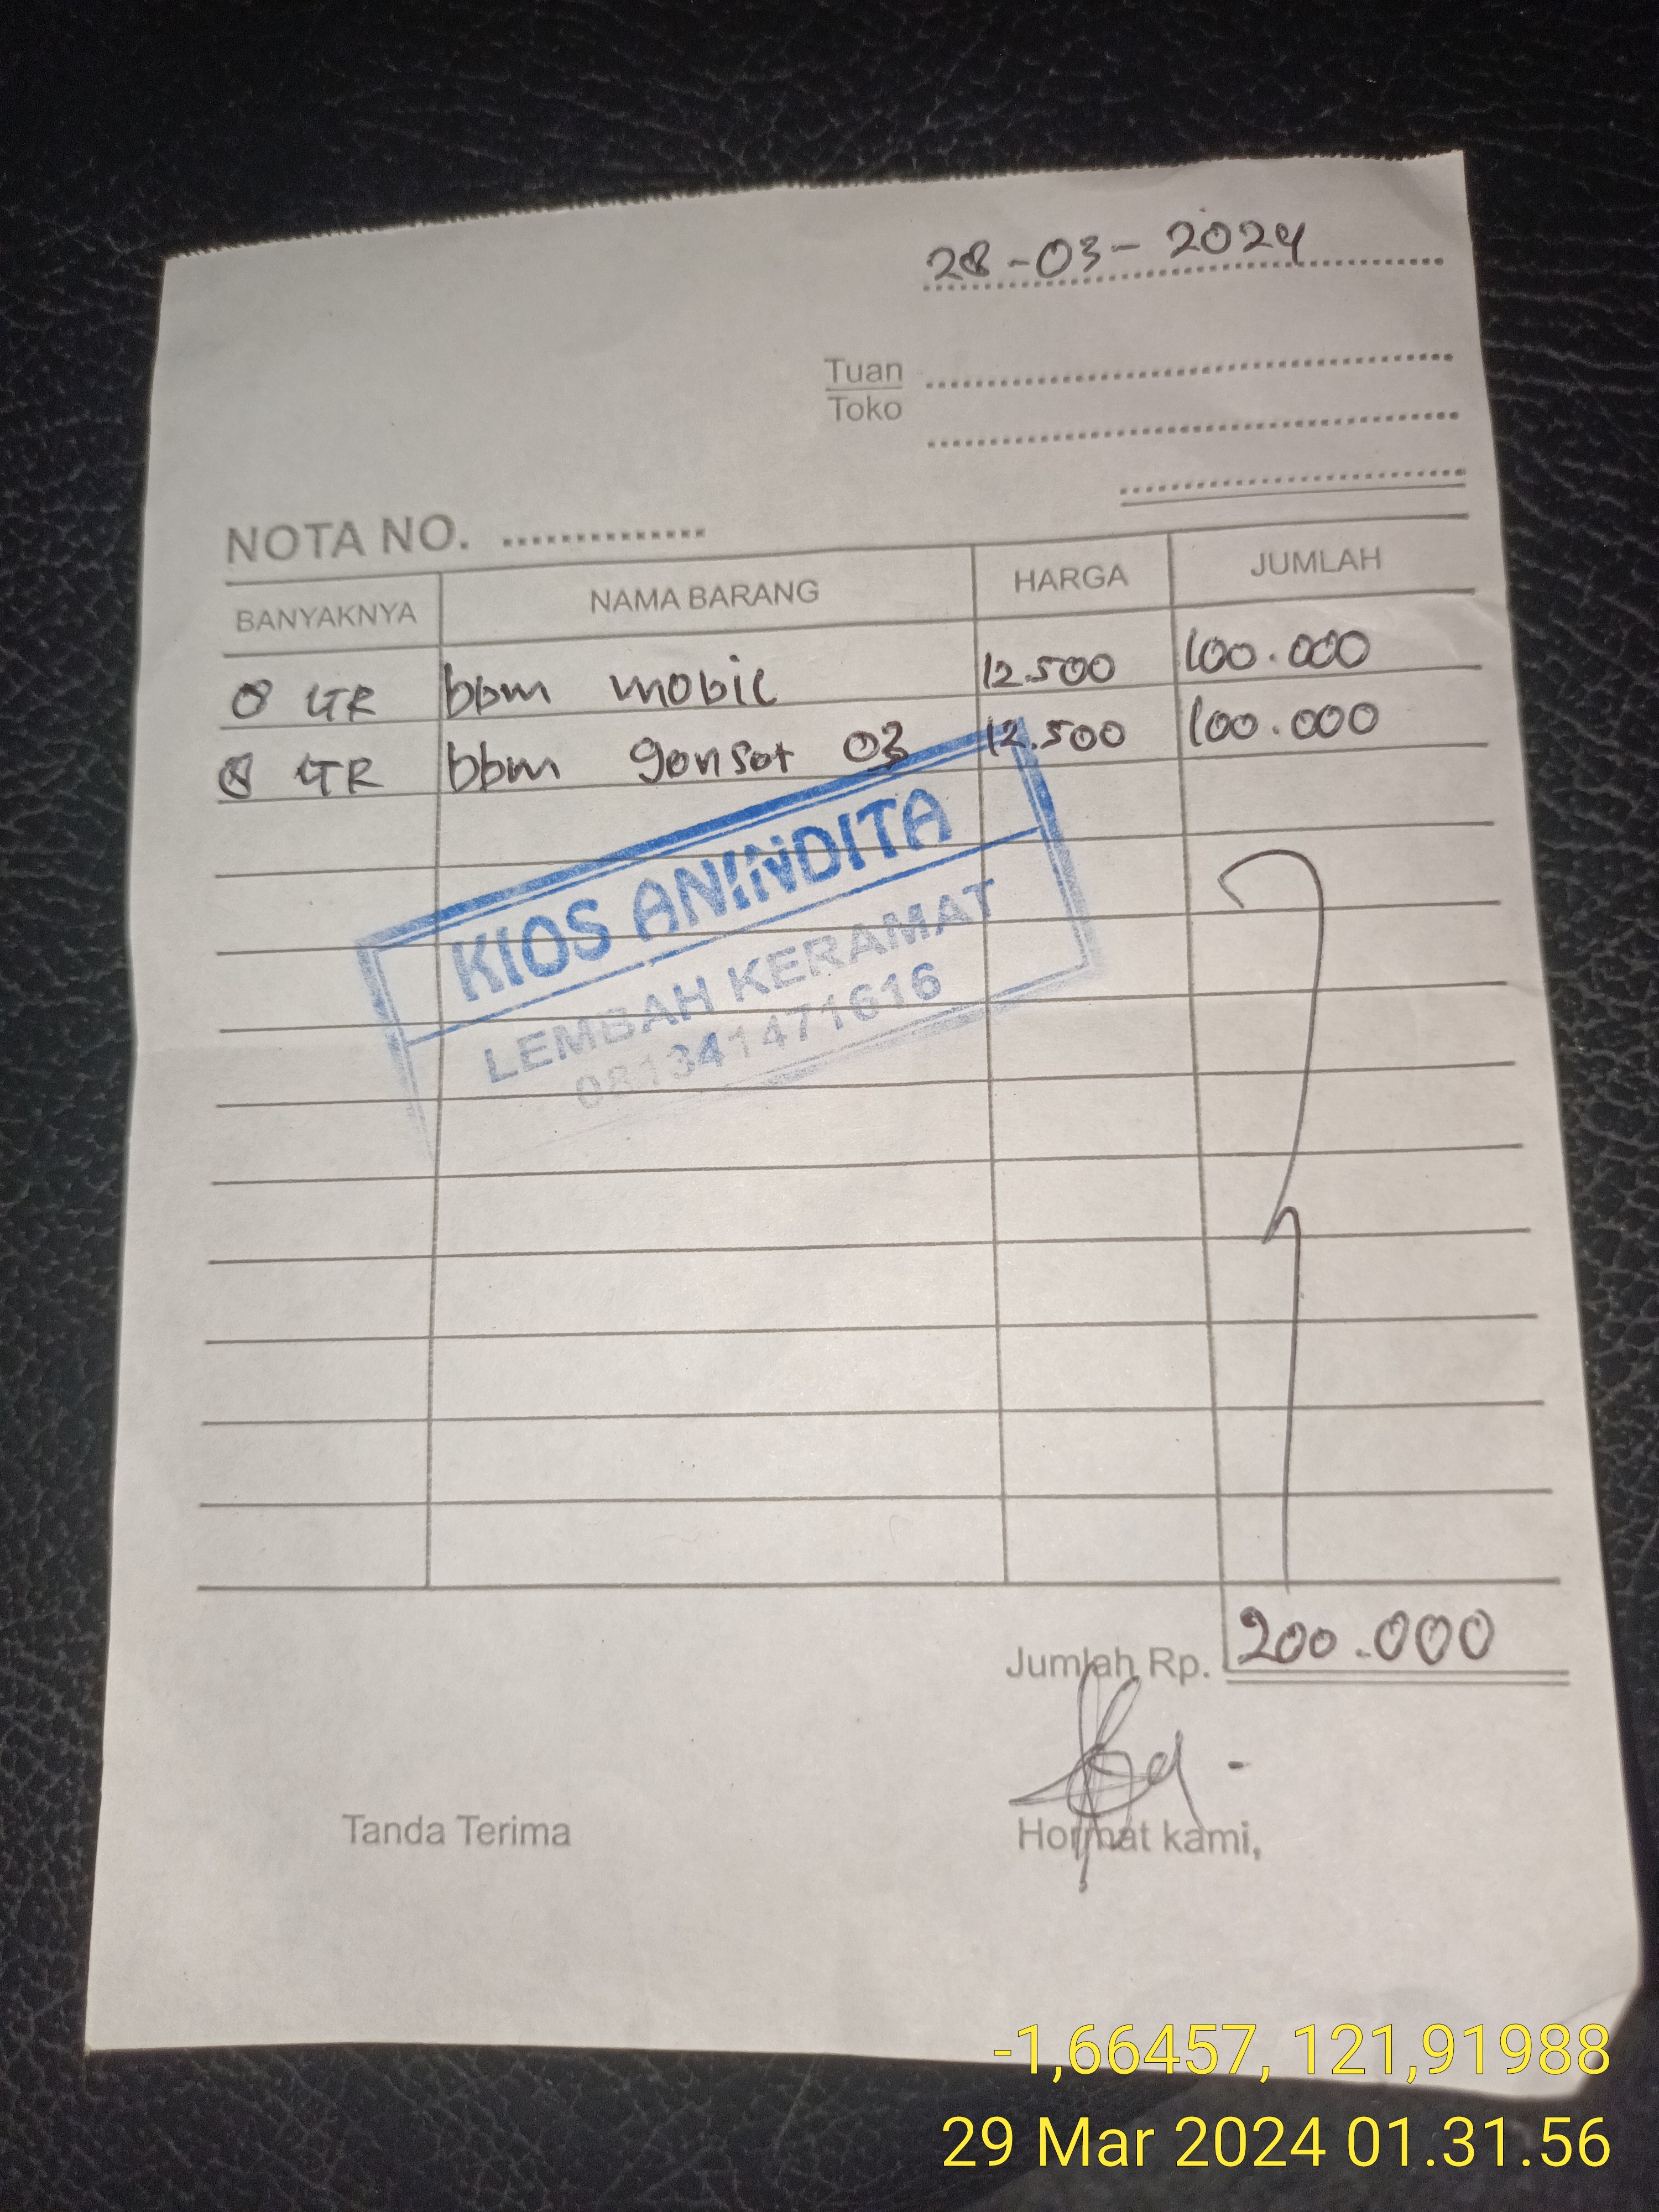 28-03-2024
Tuan
Toko
NOTA NO.
BANYAKNYA NAMA BARANG HARGA JUMLAH
8 LTR bbm mobil 12.500 100.000
8 LTR bbm genset 03 12.500 100.000
KIOS ANINDITA
LEMBAH KERAMAT
081341471616
Jumlah Rp. 200.000
Tanda Terima Hormat kami,
-1,66457, 121,91988
29 Mar 2024 01.31.56